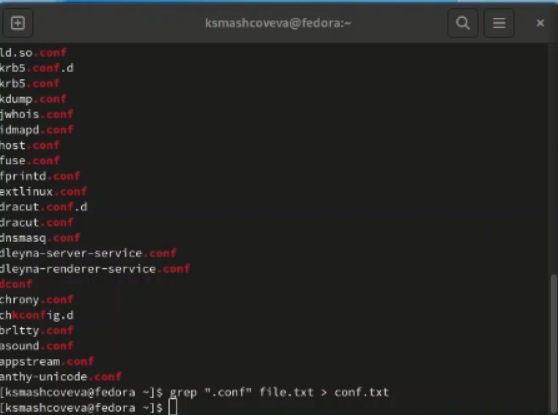 ksmashcoveva@fedora:~
ld.so.conf
krb5.conf.d
krb5.conf
kdump.conf
jwhois.conf
idmapd.conf
host.conf
fuse.conf
fprintd.conf
extlinux.conf
dracut.conf.d
dracut.conf
dnsmasq.conf
dleyna-server-service.conf
dleyna-renderer-service.conf
dconf
chrony.conf
chkconfig.d
brltty.conf
asound.conf
appstream.conf
anthy-unicode.conf
[ksmashcoveva@fedora ~]$ grep ".conf" file.txt > conf.txt
[ksmashcoveva@fedora ~]$